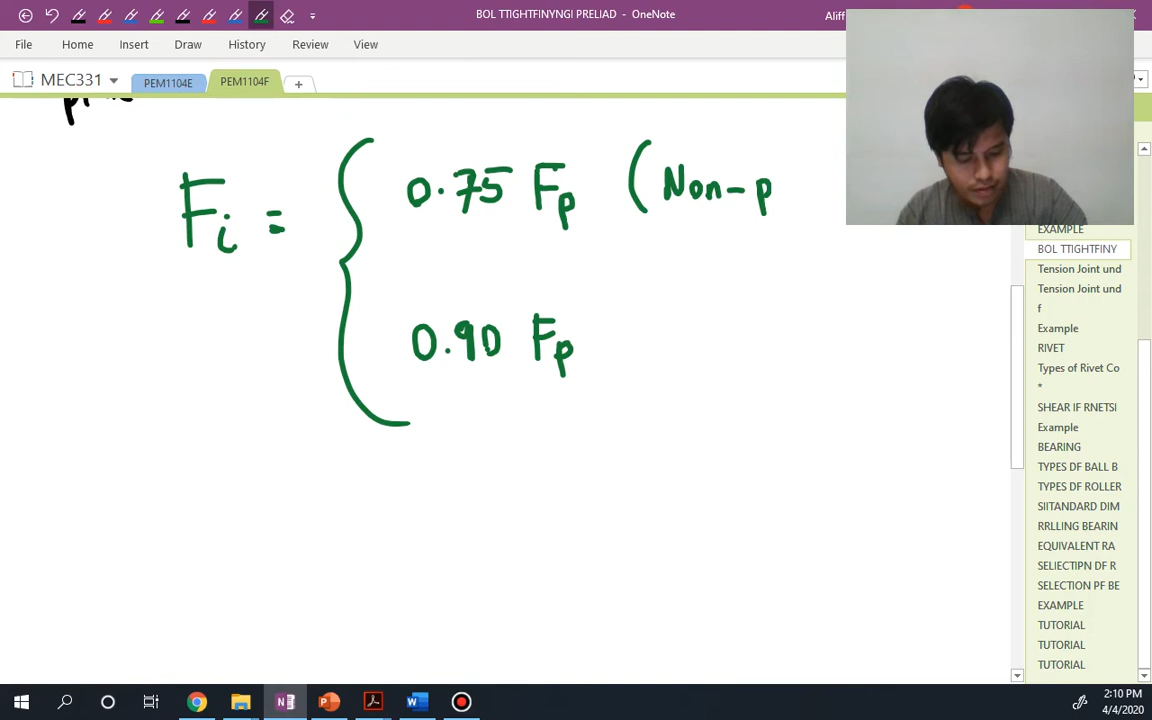 BOL TTIGHTFINYNGI PRELIAD - OneNote
Aliff
File Home Insert Draw History Review View
MEC331 PEM1104E PEM1104F
Fi = 0.75 Fp (Non-p
0.90 Fp
EXAMPLE
BOL TTIGHTFINY
Tension Joint und
Tension Joint und
f
Example
RIVET
Types of Rivet Co
*
SHEAR IF RNETSI
Example
BEARING
TYPES DF BALL B
TYPES DF ROLLER
SIITANDARD DIM
RRLLING BEARIN
EQUIVALENT RA
SELIECTIPN DF R
SELECTION PF BE
EXAMPLE
TUTORIAL
TUTORIAL
TUTORIAL
2:10 PM
4/4/2020